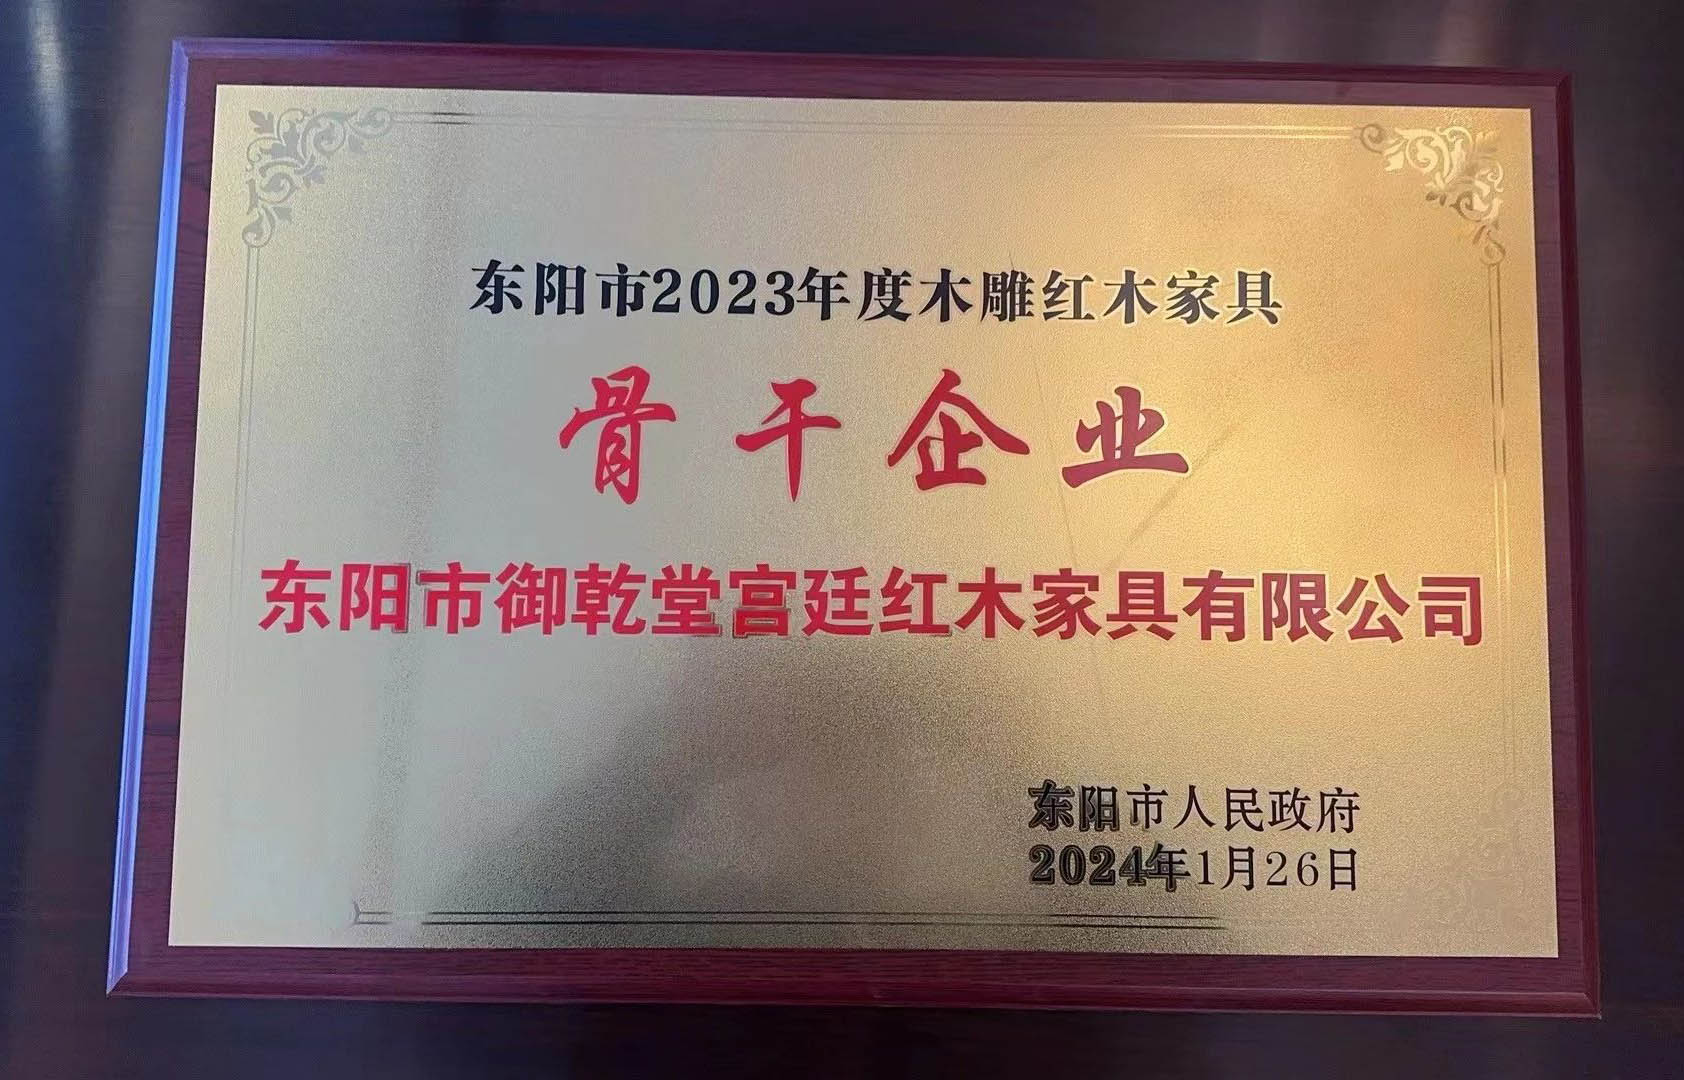 东阳市2023年度木雕红木家具
骨干企业
东阳市御乾堂宫廷红木家具有限公司
东阳市人民政府
2024年1月26日